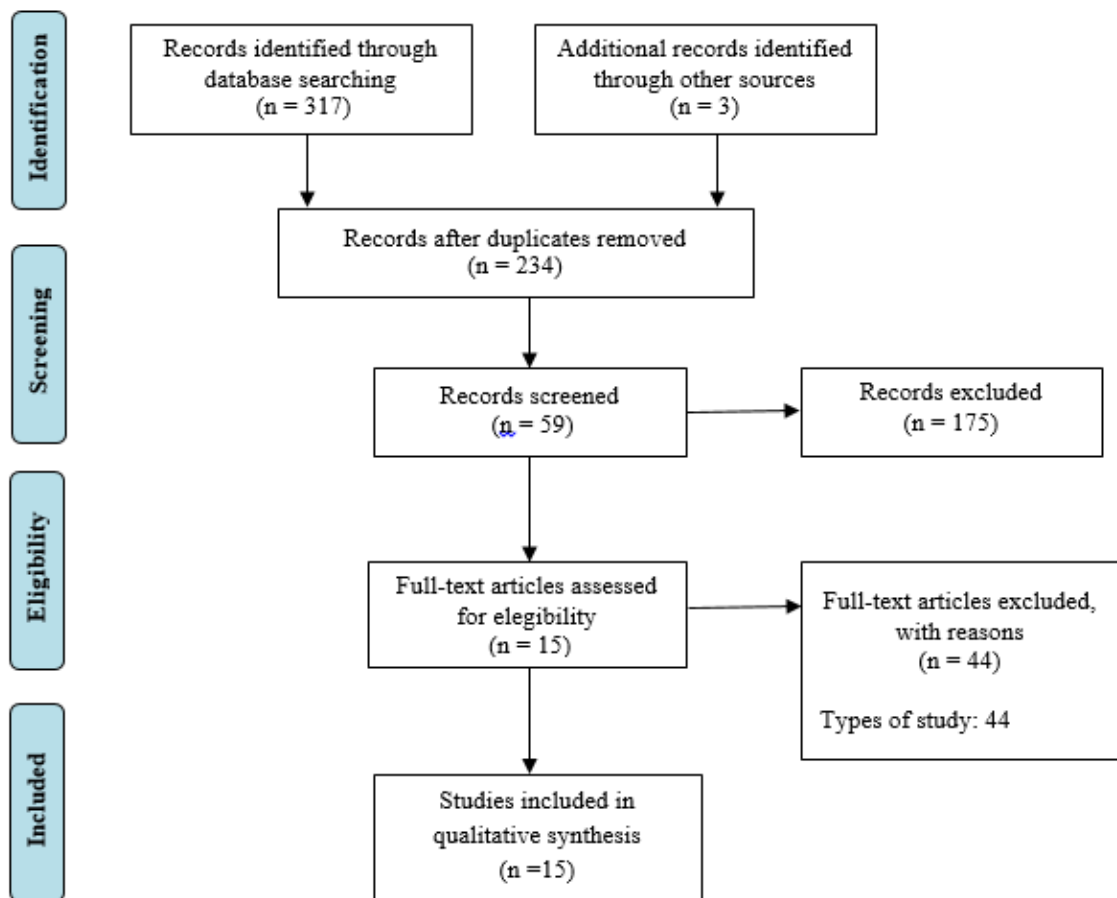 Identification
Records identified through
database searching
(n = 317)
Additional records identified
through other sources
(n = 3)
Records after duplicates removed
(n = 234)
Screening
Records screened
(n = 59)
Records excluded
(n = 175)
Eligibility
Full-text articles assessed
for elegibility
(n = 15)
Full-text articles excluded,
with reasons
(n = 44)
Types of study: 44
Included
Studies included in
qualitative synthesis
(n =15)